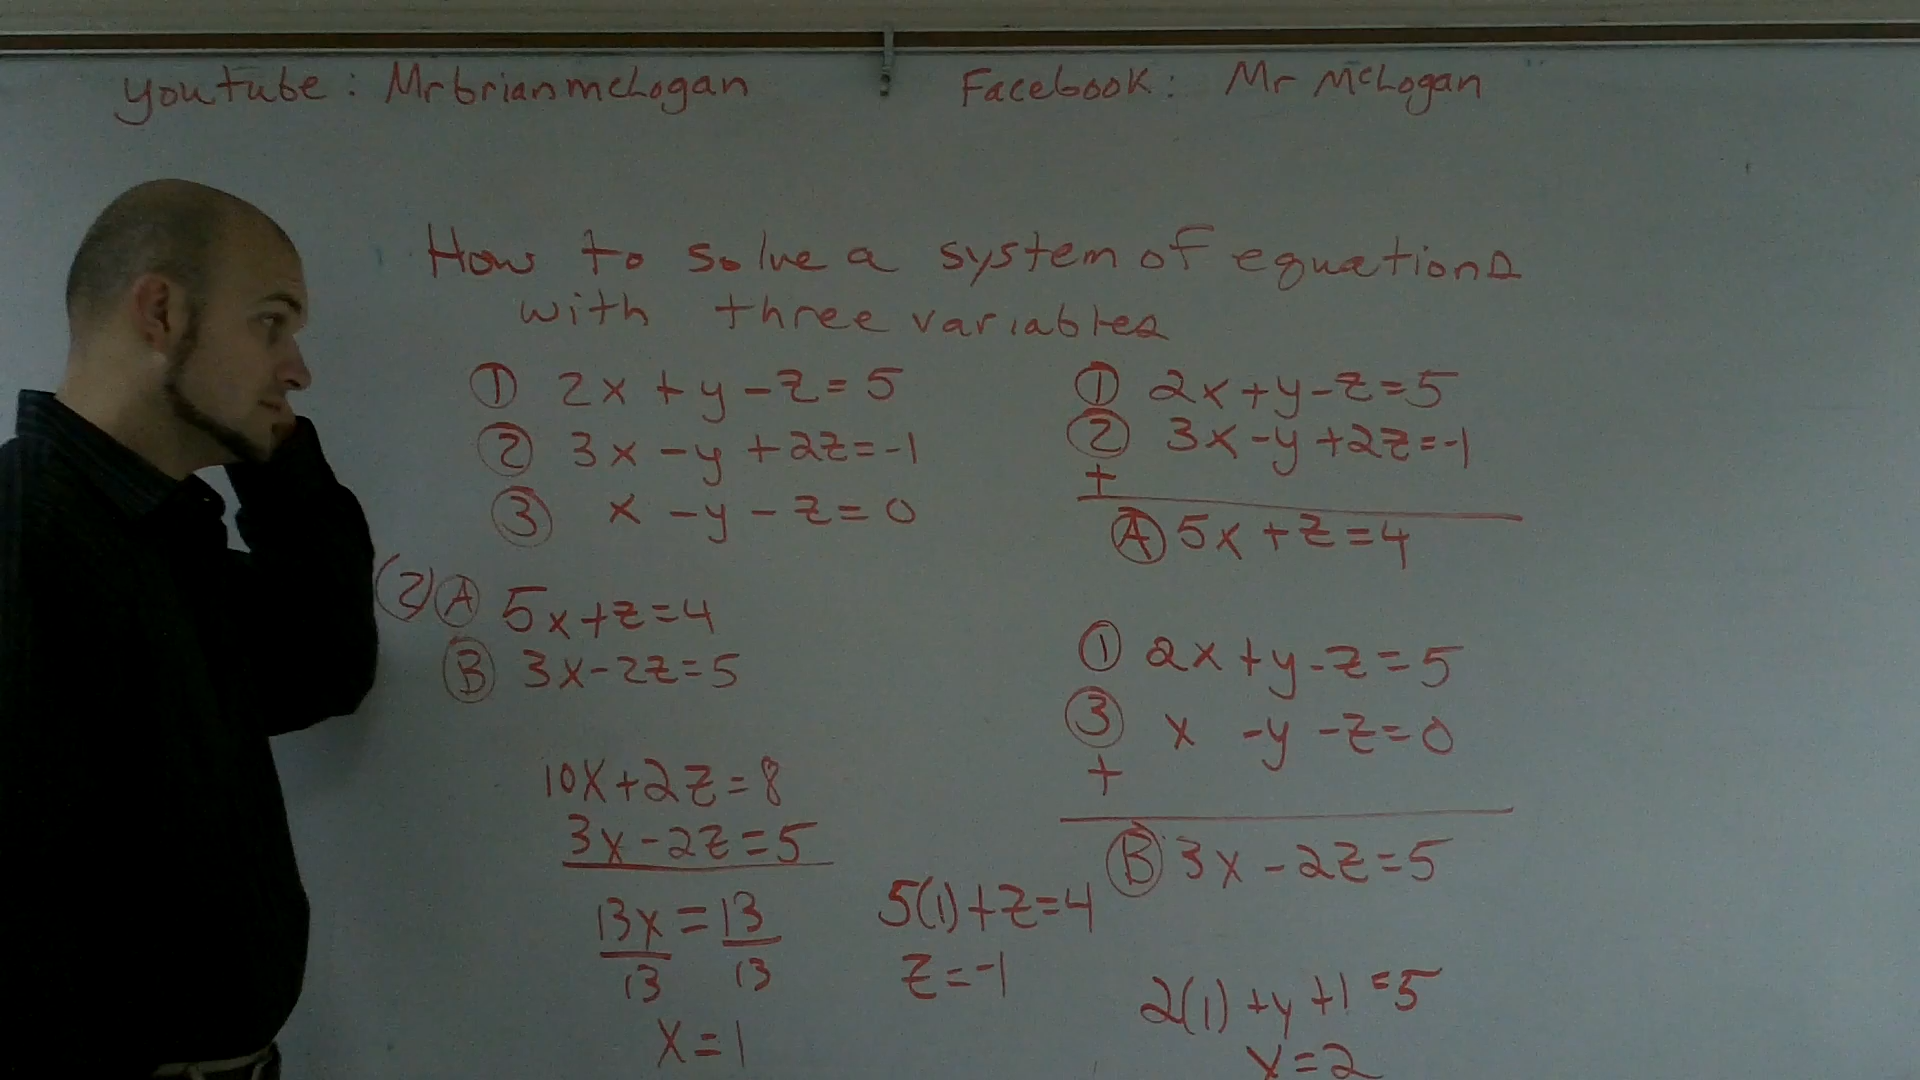 youtube: Mrbrianmclogan
Facebook: Mr McLogan
How to solve a system of equations
with three variables
① 2x + y - z = 5
② 3x - y + 2z = -1
③ x - y - z = 0
(2) Ⓐ 5x + z = 4
Ⓑ 3x - 2z = 5
10x + 2z = 8
3x - 2z = 5
13x = 13
13 13
x = 1
5(1) + z = 4
z = -1
① 2x + y - z = 5
② 3x - y + 2z = -1
+
Ⓐ 5x + z = 4
① 2x + y - z = 5
③ x - y - z = 0
+
Ⓑ 3x - 2z = 5
2(1) + y + 1 = 5
y = 2